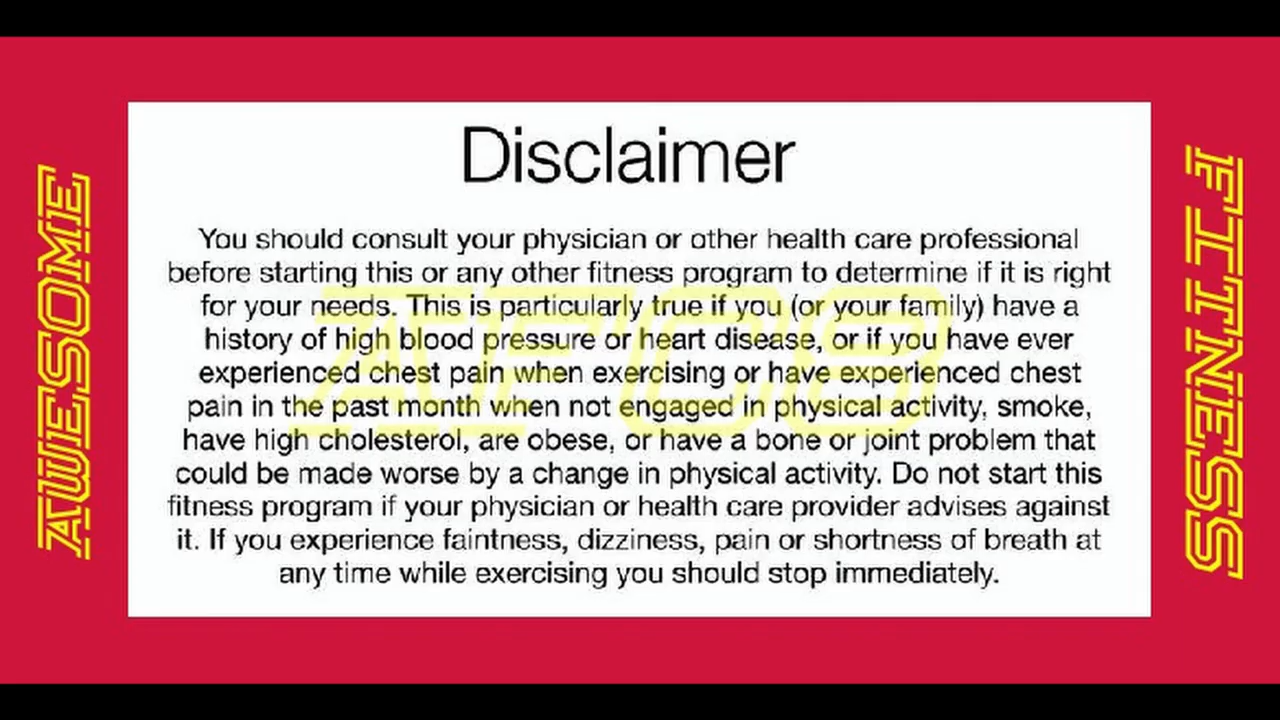 AWESOME
Disclaimer
You should consult your physician or other health care professional
before starting this or any other fitness program to determine if it is right
for your needs. This is particularly true if you (or your family) have a
history of high blood pressure or heart disease, or if you have ever
experienced chest pain when exercising or have experienced chest
pain in the past month when not engaged in physical activity, smoke,
have high cholesterol, are obese, or have a bone or joint problem that
could be made worse by a change in physical activity. Do not start this
fitness program if your physician or health care provider advises against
it. If you experience faintness, dizziness, pain or shortness of breath at
any time while exercising you should stop immediately.
FITNESS